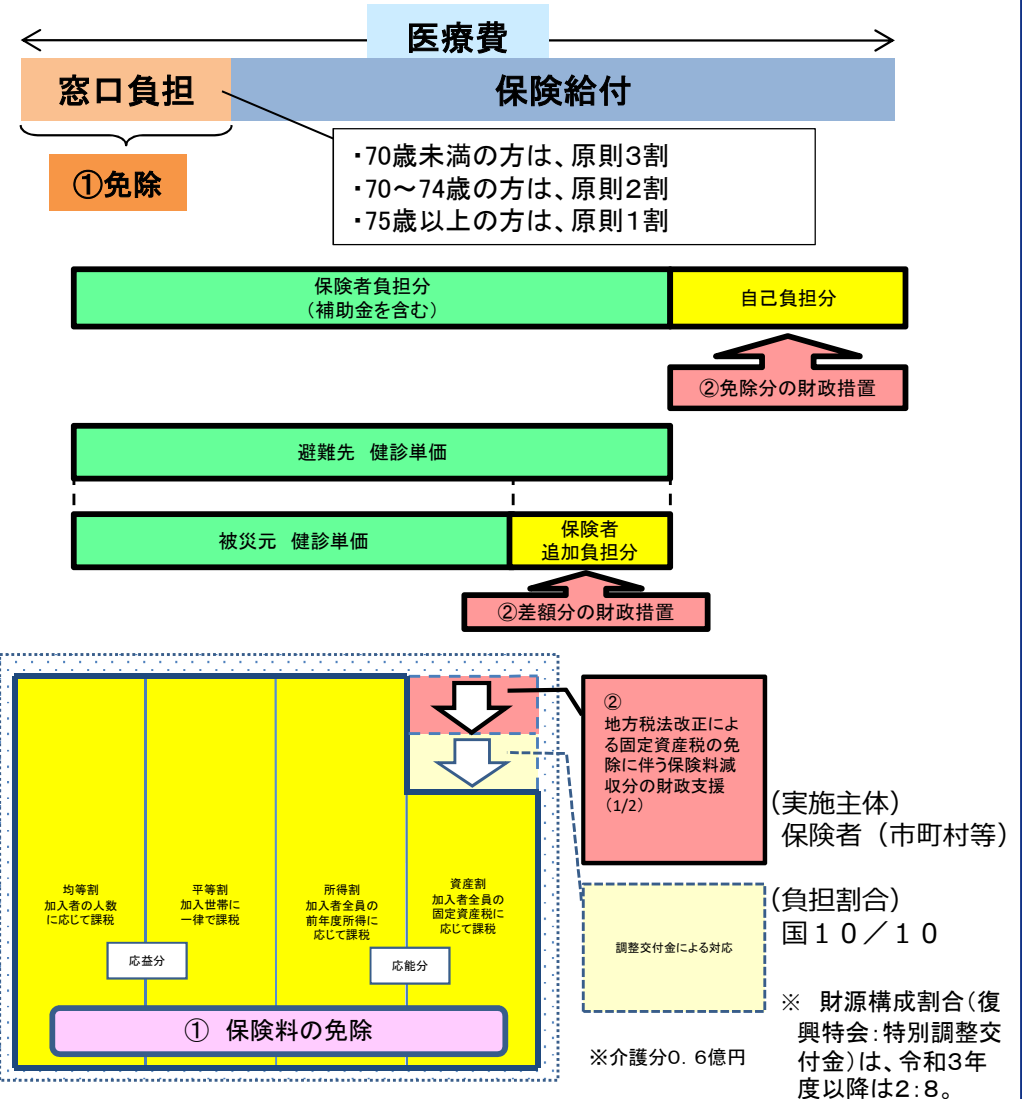 医療費
窓口負担
保険給付
①免除
・70歳未満の方は、原則3割
・70～74歳の方は、原則2割
・75歳以上の方は、原則1割
保険者負担分
（補助金を含む）
自己負担分
②免除分の財政措置
避難先 健診単価
被災元 健診単価
保険者
追加負担分
②差額分の財政措置
②
地方税法改正によ
る固定資産税の免
除に伴う保険料減
収分の財政支援
(1/2)
（実施主体）
保険者（市町村等）
均等割
加入者の人数
に応じて課税
平等割
加入世帯に
一律で課税
所得割
加入者全員の
前年度所得に
応じて課税
資産割
加入者全員の
固定資産税に
応じて課税
応益分
応能分
① 保険料の免除
調整交付金による対応
（負担割合）
国１０／１０
※介護分0．6億円
※ 財源構成割合（復
興特会：特別調整交
付金）は、令和3年
度以降は2：8。